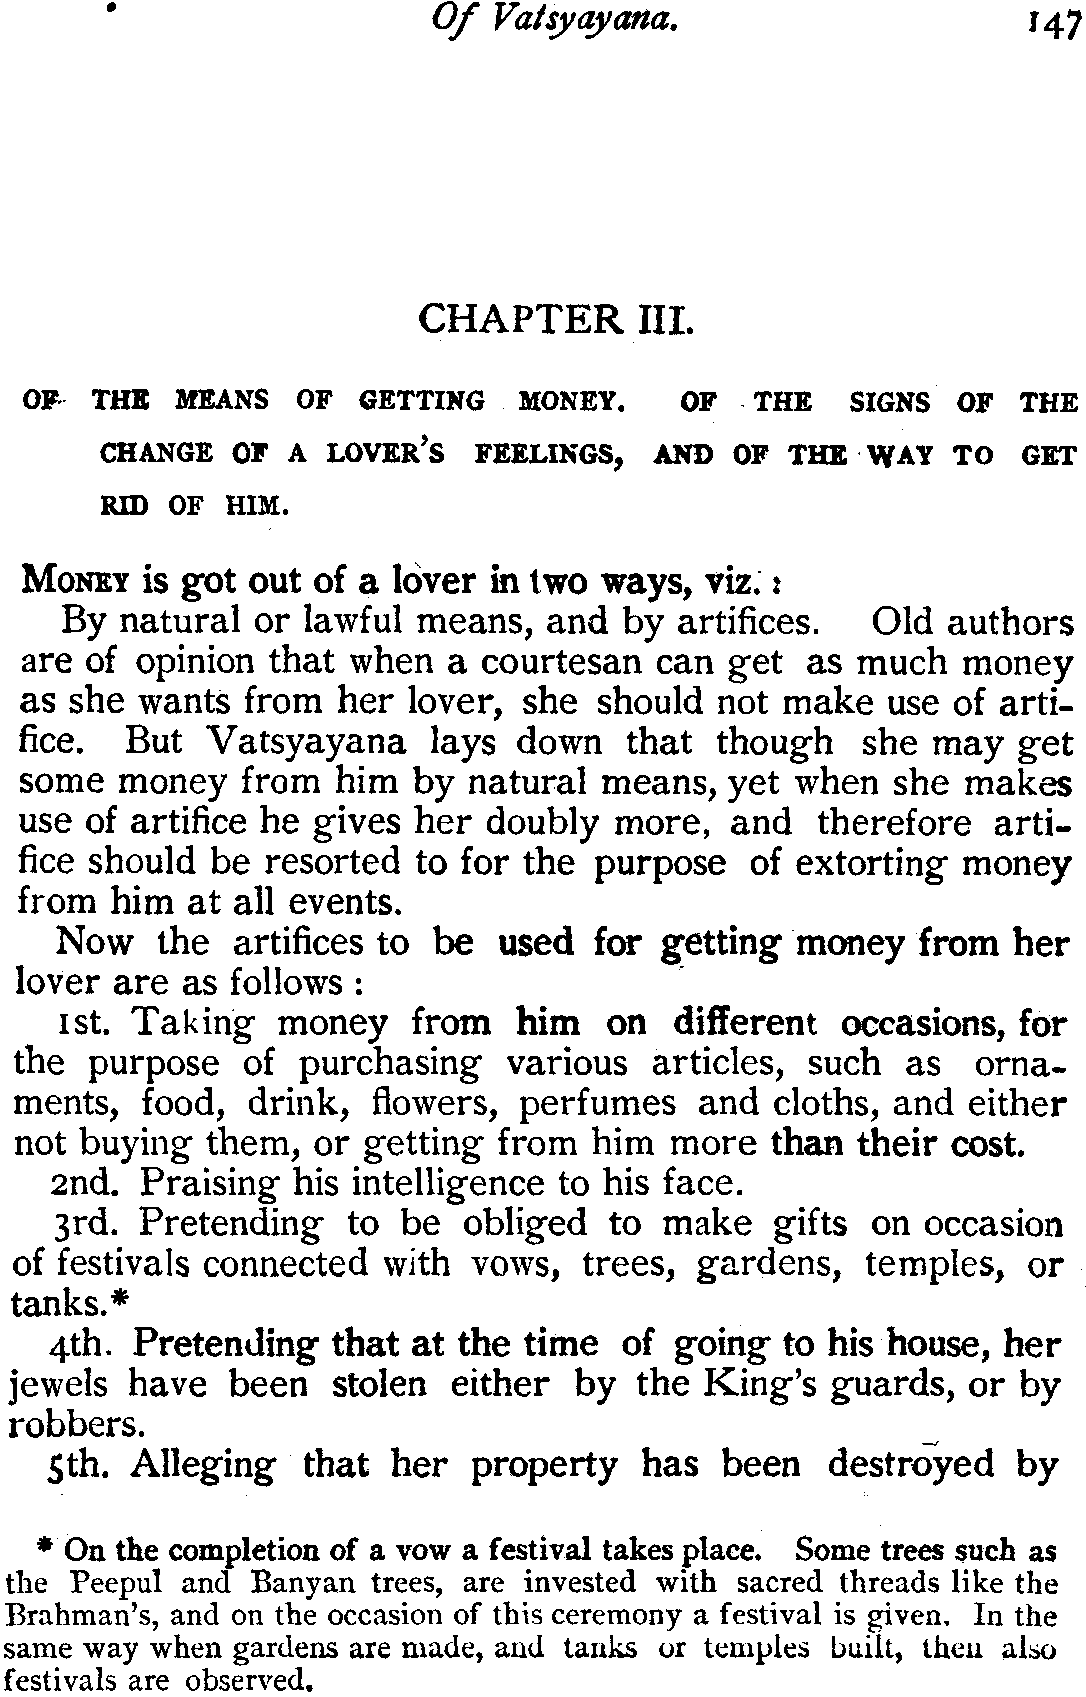 Of Vatsyayana. 147
CHAPTER III.
OF THE MEANS OF GETTING MONEY. OF THE SIGNS OF THE
CHANGE OF A LOVER'S FEELINGS, AND OF THE WAY TO GET
RID OF HIM.
MONEY is got out of a lover in two ways, viz. :
By natural or lawful means, and by artifices. Old authors
are of opinion that when a courtesan can get as much money
as she wants from her lover, she should not make use of arti-
fice. But Vatsyayana lays down that though she may get
some money from him by natural means, yet when she makes
use of artifice he gives her doubly more, and therefore arti-
fice should be resorted to for the purpose of extorting money
from him at all events.
Now the artifices to be used for getting money from her
lover are as follows :
1st. Taking money from him on different occasions, for
the purpose of purchasing various articles, such as orna-
ments, food, drink, flowers, perfumes and cloths, and either
not buying them, or getting from him more than their cost.
2nd. Praising his intelligence to his face.
3rd. Pretending to be obliged to make gifts on occasion
of festivals connected with vows, trees, gardens, temples, or
tanks.*
4th. Pretending that at the time of going to his house, her
jewels have been stolen either by the King's guards, or by
robbers.
5th. Alleging that her property has been destroyed by
* On the completion of a vow a festival takes place. Some trees such as
the Peepul and Banyan trees, are invested with sacred threads like the
Brahman's, and on the occasion of this ceremony a festival is given. In the
same way when gardens are made, and tanks or temples built, then also
festivals are observed.